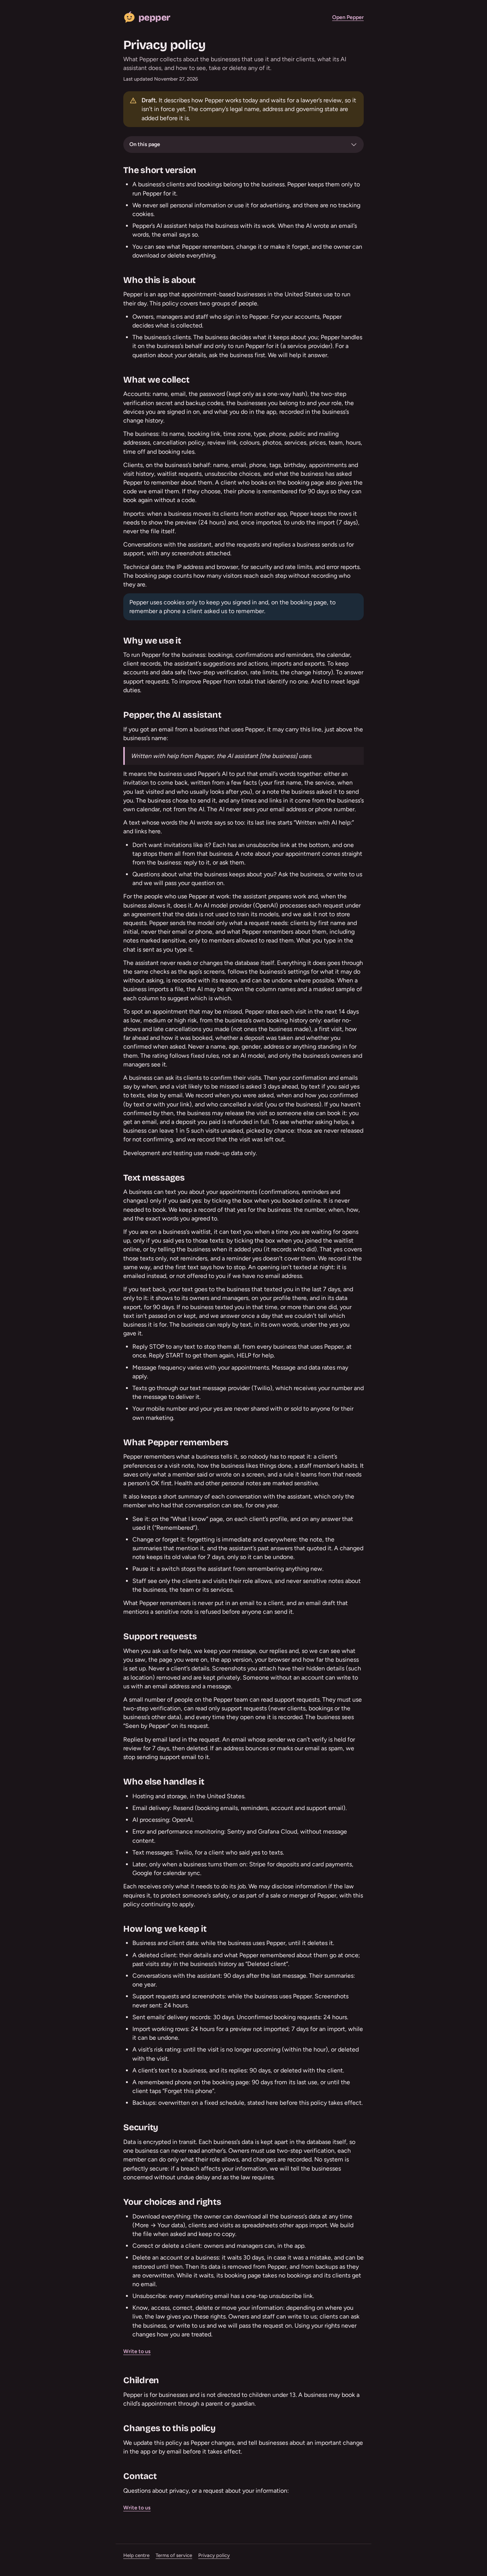 pepper
Open Pepper
Privacy policy
What Pepper collects about the businesses that use it and their clients, what its AI
assistant does, and how to see, take or delete any of it.
Last updated November 27, 2026
Draft. It describes how Pepper works today and waits for a lawyer's review, so it
isn't in force yet. The company's legal name, address and governing state are
added before it is.
On this page
The short version
• A business's clients and bookings belong to the business. Pepper keeps them only to
run Pepper for it.
• We never sell personal information or use it for advertising, and there are no tracking
cookies.
• Pepper's AI assistant helps the business with its work. When the AI wrote an email's
words, the email says so.
• You can see what Pepper remembers, change it or make it forget, and the owner can
download or delete everything.
Who this is about
Pepper is an app that appointment-based businesses in the United States use to run
their day. This policy covers two groups of people.
• Owners, managers and staff who sign in to Pepper. For your accounts, Pepper
decides what is collected.
• The business's clients. The business decides what it keeps about you; Pepper handles
it on the business's behalf and only to run Pepper for it (a service provider). For a
question about your details, ask the business first. We will help it answer.
What we collect
Accounts: name, email, the password (kept only as a one-way hash), the two-step
verification secret and backup codes, the businesses you belong to and your role, the
devices you are signed in on, and what you do in the app, recorded in the business's
change history.
The business: its name, booking link, time zone, type, phone, public and mailing
addresses, cancellation policy, review link, colours, photos, services, prices, team, hours,
time off and booking rules.
Clients, on the business's behalf: name, email, phone, tags, birthday, appointments and
visit history, waitlist requests, unsubscribe choices, and what the business has asked
Pepper to remember about them. A client who books on the booking page also gives the
code we email them. If they choose, their phone is remembered for 90 days so they can
book again without a code.
Imports: when a business moves its clients from another app, Pepper keeps the rows it
needs to show the preview (24 hours) and, once imported, to undo the import (7 days),
never the file itself.
Conversations with the assistant, and the requests and replies a business sends us for
support, with any screenshots attached.
Technical data: the IP address and browser, for security and rate limits, and error reports.
The booking page counts how many visitors reach each step without recording who
they are.
Pepper uses cookies only to keep you signed in and, on the booking page, to
remember a phone a client asked us to remember.
Why we use it
To run Pepper for the business: bookings, confirmations and reminders, the calendar,
client records, the assistant's suggestions and actions, imports and exports. To keep
accounts and data safe (two-step verification, rate limits, the change history). To answer
support requests. To improve Pepper from totals that identify no one. And to meet legal
duties.
Pepper, the AI assistant
If you got an email from a business that uses Pepper, it may carry this line, just above the
business's name:
Written with help from Pepper, the AI assistant [the business] uses.
It means the business used Pepper's AI to put that email's words together: either an
invitation to come back, written from a few facts (your first name, the service, when
you last visited and who usually looks after you), or a note the business asked it to send
you. The business chose to send it, and any times and links in it come from the business's
own calendar, not from the AI. The AI never sees your email address or phone number.
A text whose words the AI wrote says so too: its last line starts "Written with AI help:"
and links here.
• Don't want invitations like it? Each has an unsubscribe link at the bottom, and one
tap stops them all from that business. A note about your appointment comes straight
from the business: reply to it, or ask them.
• Questions about what the business keeps about you? Ask the business, or write to us
and we will pass your question on.
For the people who use Pepper at work: the assistant prepares work and, when the
business allows it, does it. An AI model provider (OpenAI) processes each request under
an agreement that the data is not used to train its models, and we ask it not to store
requests. Pepper sends the model only what a request needs: clients by first name and
initial, never their email or phone, and what Pepper remembers about them, including
notes marked sensitive, only to members allowed to read them. What you type in the
chat is sent as you type it.
The assistant never reads or changes the database itself. Everything it does goes through
the same checks as the app's screens, follows the business's settings for what it may do
without asking, is recorded with its reason, and can be undone where possible. When a
business imports a file, the AI may be shown the column names and a masked sample of
each column to suggest which is which.
To spot an appointment that may be missed, Pepper rates each visit in the next 14 days
as low, medium or high risk, from the business's own booking history only: earlier no-
shows and late cancellations you made (not ones the business made), a first visit, how
far ahead and how it was booked, whether a deposit was taken and whether you
confirmed when asked. Never a name, age, gender, address or anything standing in for
them. The rating follows fixed rules, not an AI model, and only the business's owners and
managers see it.
A business can ask its clients to confirm their visits. Then your confirmation and emails
say by when, and a visit likely to be missed is asked 3 days ahead, by text if you said yes
to texts, else by email. We record when you were asked, when and how you confirmed
(by text or with your link), and who cancelled a visit (you or the business). If you haven't
confirmed by then, the business may release the visit so someone else can book it: you
get an email, and a deposit you paid is refunded in full. To see whether asking helps, a
business can leave 1 in 5 such visits unasked, picked by chance: those are never released
for not confirming, and we record that the visit was left out.
Development and testing use made-up data only.
Text messages
A business can text you about your appointments (confirmations, reminders and
changes) only if you said yes: by ticking the box when you booked online. It is never
needed to book. We keep a record of that yes for the business: the number, when, how,
and the exact words you agreed to.
If you are on a business's waitlist, it can text you when a time you are waiting for opens
up, only if you said yes to those texts: by ticking the box when you joined the waitlist
online, or by telling the business when it added you (it records who did). That yes covers
those texts only, not reminders, and a reminder yes doesn't cover them. We record it the
same way, and the first text says how to stop. An opening isn't texted at night: it is
emailed instead, or not offered to you if we have no email address.
If you text back, your text goes to the business that texted you in the last 7 days, and
only to it: it shows to its owners and managers, on your profile there, and in its data
export, for 90 days. If no business texted you in that time, or more than one did, your
text isn't passed on or kept, and we answer once a day that we couldn't tell which
business it is for. The business can reply by text, in its own words, under the yes you
gave it.
• Reply STOP to any text to stop them all, from every business that uses Pepper, at
once. Reply START to get them again, HELP for help.
• Message frequency varies with your appointments. Message and data rates may
apply.
• Texts go through our text message provider (Twilio), which receives your number and
the message to deliver it.
• Your mobile number and your yes are never shared with or sold to anyone for their
own marketing.
What Pepper remembers
Pepper remembers what a business tells it, so nobody has to repeat it: a client's
preferences or a visit note, how the business likes things done, a staff member's habits. It
saves only what a member said or wrote on a screen, and a rule it learns from that needs
a person's OK first. Health and other personal notes are marked sensitive.
It also keeps a short summary of each conversation with the assistant, which only the
member who had that conversation can see, for one year.
• See it: on the "What I know" page, on each client's profile, and on any answer that
used it ("Remembered").
• Change or forget it: forgetting is immediate and everywhere: the note, the
summaries that mention it, and the assistant's past answers that quoted it. A changed
note keeps its old value for 7 days, only so it can be undone.
• Pause it: a switch stops the assistant from remembering anything new.
• Staff see only the clients and visits their role allows, and never sensitive notes about
the business, the team or its services.
What Pepper remembers is never put in an email to a client, and an email draft that
mentions a sensitive note is refused before anyone can send it.
Support requests
When you ask us for help, we keep your message, our replies and, so we can see what
you saw, the page you were on, the app version, your browser and how far the business
is set up. Never a client's details. Screenshots you attach have their hidden details (such
as location) removed and are kept privately. Someone without an account can write to
us with an email address and a message.
A small number of people on the Pepper team can read support requests. They must use
two-step verification, can read only support requests (never clients, bookings or the
business's other data), and every time they open one it is recorded. The business sees
"Seen by Pepper" on its request.
Replies by email land in the request. An email whose sender we can't verify is held for
review for 7 days, then deleted. If an address bounces or marks our email as spam, we
stop sending support email to it.
Who else handles it
• Hosting and storage, in the United States.
• Email delivery: Resend (booking emails, reminders, account and support email).
• AI processing: OpenAI.
• Error and performance monitoring: Sentry and Grafana Cloud, without message
content.
• Text messages: Twilio, for a client who said yes to texts.
• Later, only when a business turns them on: Stripe for deposits and card payments,
Google for calendar sync.
Each receives only what it needs to do its job. We may disclose information if the law
requires it, to protect someone's safety, or as part of a sale or merger of Pepper, with this
policy continuing to apply.
How long we keep it
• Business and client data: while the business uses Pepper, until it deletes it.
• A deleted client: their details and what Pepper remembered about them go at once;
past visits stay in the business's history as "Deleted client".
• Conversations with the assistant: 90 days after the last message. Their summaries:
one year.
• Support requests and screenshots: while the business uses Pepper. Screenshots
never sent: 24 hours.
• Sent emails' delivery records: 30 days. Unconfirmed booking requests: 24 hours.
• Import working rows: 24 hours for a preview not imported; 7 days for an import, while
it can be undone.
• A visit's risk rating: until the visit is no longer upcoming (within the hour), or deleted
with the visit.
• A client's text to a business, and its replies: 90 days, or deleted with the client.
• A remembered phone on the booking page: 90 days from its last use, or until the
client taps "Forget this phone".
• Backups: overwritten on a fixed schedule, stated here before this policy takes effect.
Security
Data is encrypted in transit. Each business's data is kept apart in the database itself, so
one business can never read another's. Owners must use two-step verification, each
member can do only what their role allows, and changes are recorded. No system is
perfectly secure: if a breach affects your information, we will tell the businesses
concerned without undue delay and as the law requires.
Your choices and rights
• Download everything: the owner can download all the business's data at any time
(More → Your data), clients and visits as spreadsheets other apps import. We build
the file when asked and keep no copy.
• Correct or delete a client: owners and managers can, in the app.
• Delete an account or a business: it waits 30 days, in case it was a mistake, and can be
restored until then. Then its data is removed from Pepper, and from backups as they
are overwritten. While it waits, its booking page takes no bookings and its clients get
no email.
• Unsubscribe: every marketing email has a one-tap unsubscribe link.
• Know, access, correct, delete or move your information: depending on where you
live, the law gives you these rights. Owners and staff can write to us; clients can ask
the business, or write to us and we will pass the request on. Using your rights never
changes how you are treated.
Write to us
Children
Pepper is for businesses and is not directed to children under 13. A business may book a
child's appointment through a parent or guardian.
Changes to this policy
We update this policy as Pepper changes, and tell businesses about an important change
in the app or by email before it takes effect.
Contact
Questions about privacy, or a request about your information:
Write to us
Help centre
Terms of service
Privacy policy